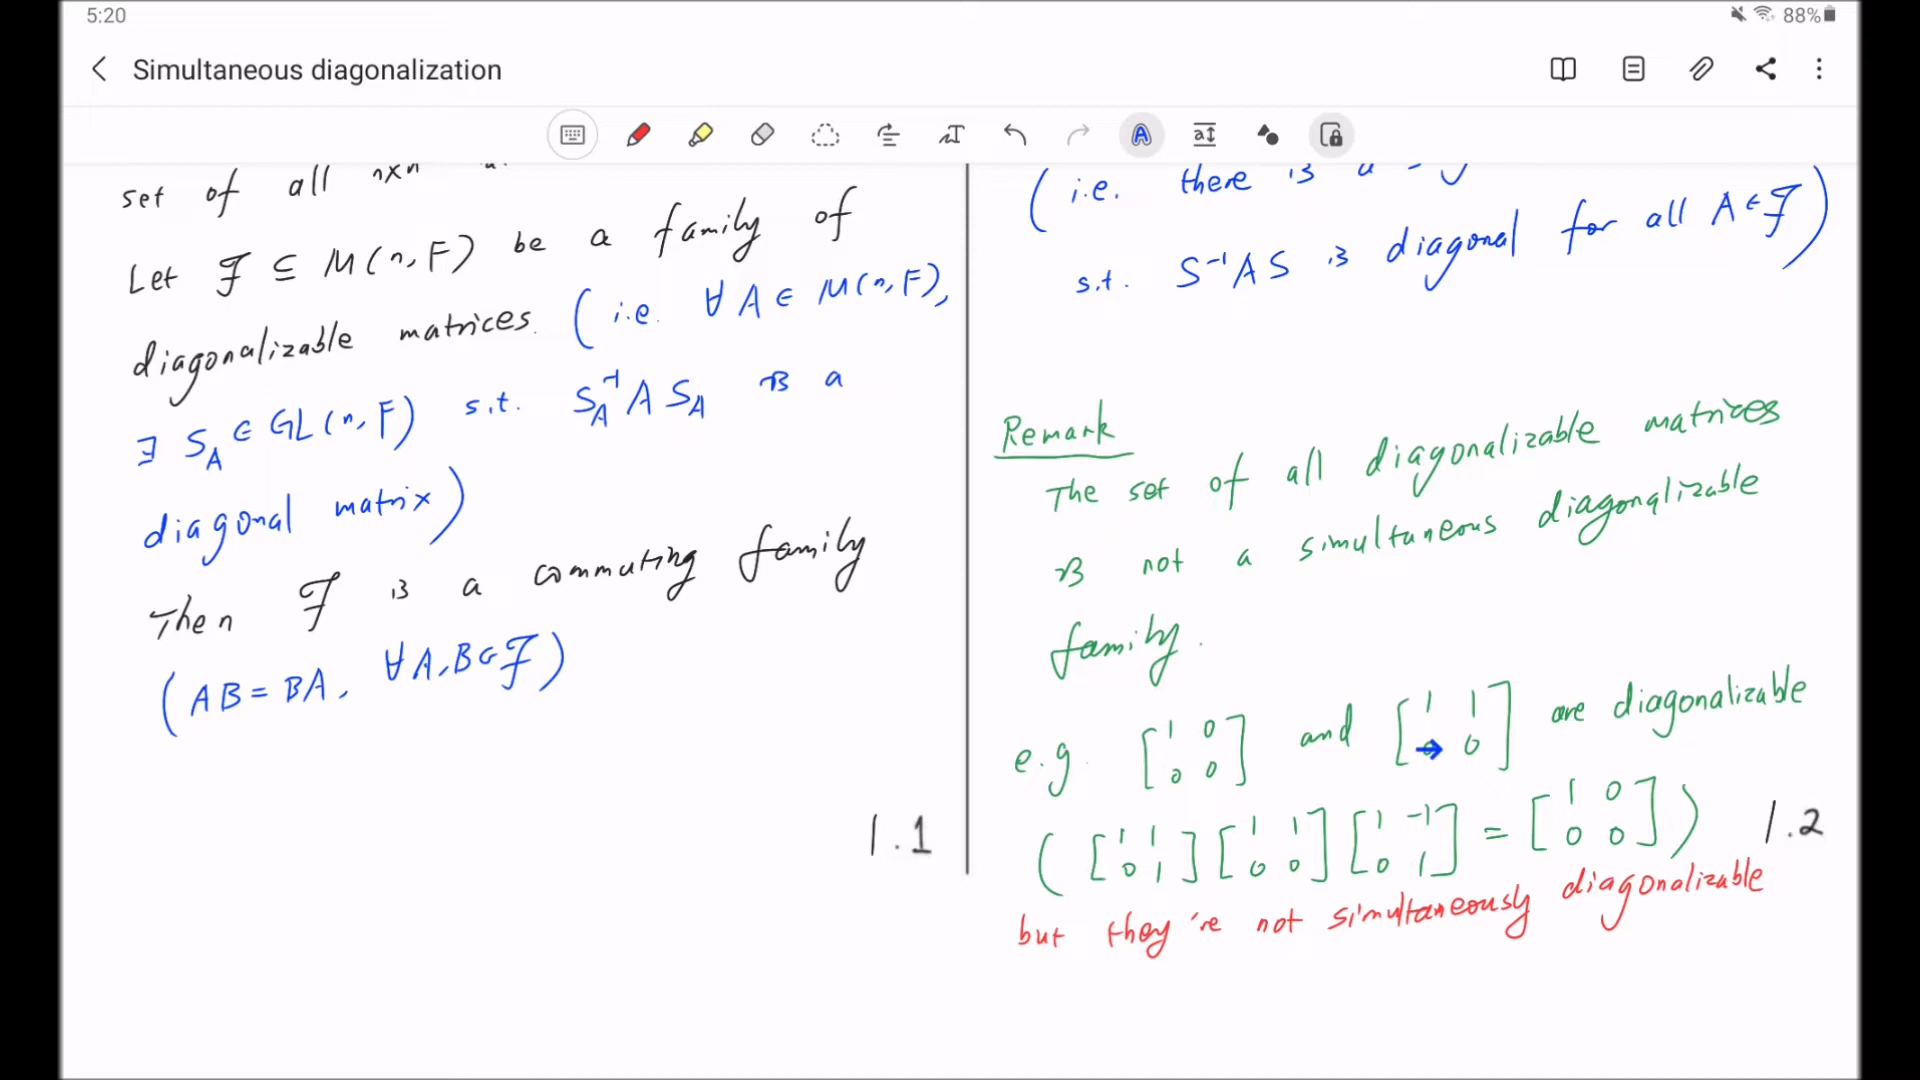 5:20
88%
Simultaneous diagonalization
set of all n×n
Let ℱ ⊆ M(n, F) be a family of
diagonalizable matrices. (i.e. ∀ A ∈ M(n, F),
∃ S_A ∈ GL(n, F) s.t. S_A^{-1} A S_A is a
diagonal matrix)
Then ℱ is a commuting family
(AB = BA, ∀ A, B ∈ ℱ)
1.1
(i.e. there is a
s.t. S^{-1}AS is diagonal for all A ∈ ℱ)
Remark
The set of all diagonalizable matrices
is not a simultaneous diagonalizable
family.
e.g. [1 0; 0 0] and [1 1; 0 0] are diagonalizable
([1 1; 0 1] [1 1; 0 0] [1 -1; 0 1] = [1 0; 0 0])
1.2
but they're not simultaneously diagonalizable